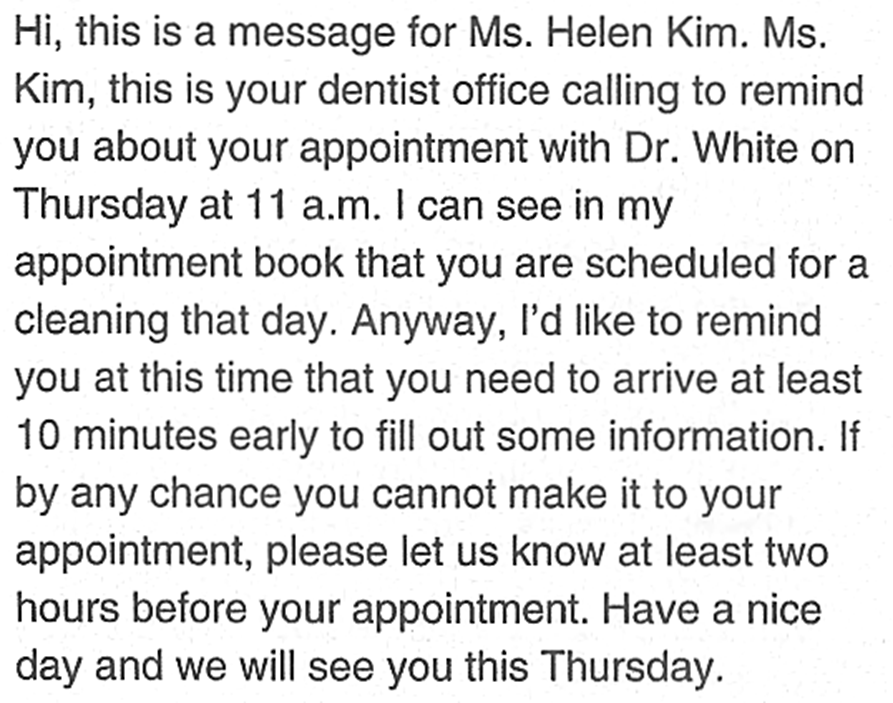 Hi, this is a message for Ms. Helen Kim. Ms.
Kim, this is your dentist office calling to remind
you about your appointment with Dr. White on
Thursday at 11 a.m. I can see in my
appointment book that you are scheduled for a
cleaning that day. Anyway, I'd like to remind
you at this time that you need to arrive at least
10 minutes early to fill out some information. If
by any chance you cannot make it to your
appointment, please let us know at least two
hours before your appointment. Have a nice
day and we will see you this Thursday.